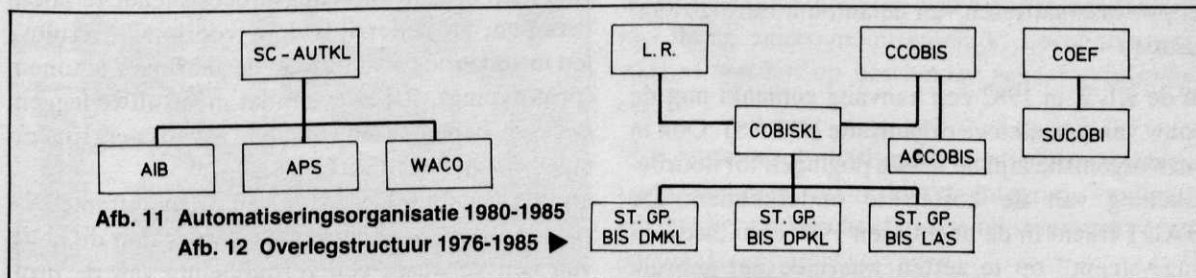 SC-AUTKL
AIB
APS
WACO
Afb. 11 Automatiseringsorganisatie 1980-1985
Afb. 12 Overlegstructuur 1976-1985 ►
L.R.
CCOBIS
COEF
COBISKL
ACCOBIS
SUCOBI
ST. GP.
BIS DMKL
ST. GP.
BIS DPKL
ST. GP.
BIS LAS